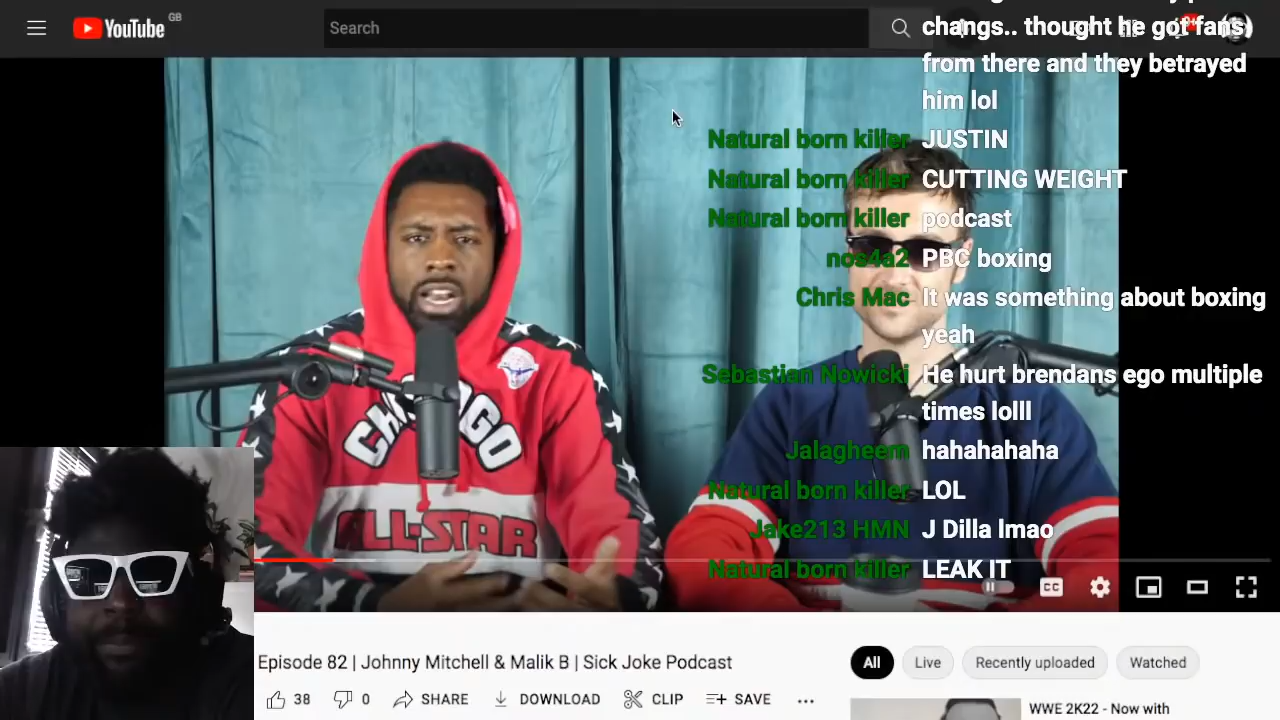 YouTube GB
Search
9+
changs.. thought he got fans
from there and they betrayed
him lol
Natural born killer JUSTIN
Natural born killer CUTTING WEIGHT
Natural born killer podcast
nos4a2 PBC boxing
Chris Mac It was something about boxing
yeah
Sebastian Nowicki He hurt brendans ego multiple
times lolll
Jalagheem hahahahaha
Natural born killer LOL
Jake213 HMN J Dilla lmao
Natural born killer LEAK IT
CHICAGO
ALL-STAR
CC
Episode 82 | Johnny Mitchell & Malik B | Sick Joke Podcast
38 0 SHARE DOWNLOAD CLIP SAVE
All Live Recently uploaded Watched
WWE 2K22 - Now with